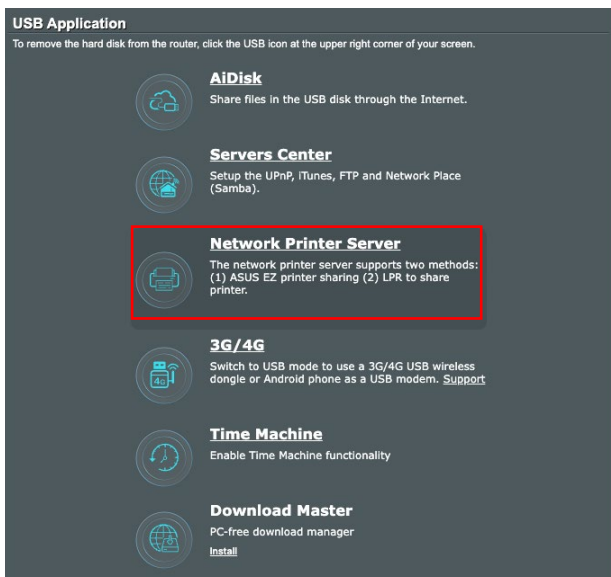 USB Application
To remove the hard disk from the router, click the USB icon at the upper right corner of your screen.
AiDisk
Share files in the USB disk through the Internet.
Servers Center
Setup the UPnP, iTunes, FTP and Network Place
(Samba).
Network Printer Server
The network printer server supports two methods:
(1) ASUS EZ printer sharing (2) LPR to share
printer.
3G/4G
4G
Switch to USB mode to use a 3G/4G USB wireless
dongle or Android phone as a USB modem. Support
Time Machine
Enable Time Machine functionality
Download Master
PC-free download manager
Install